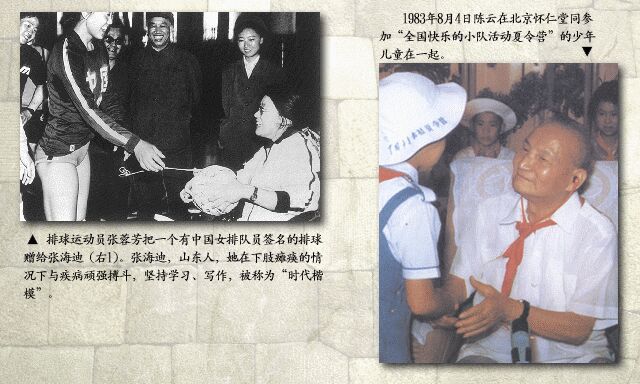 1983年8月4日陈云在北京怀仁堂同参
加“全国快乐的小队活动夏令营”的少年
儿童在一起。 ▼
▲ 排球运动员张蓉芳把一个有中国女排队员签名的排球
赠给张海迪（右1）。张海迪，山东人，她在下肢瘫痪的情
况下与疾病顽强搏斗，坚持学习、写作，被称为“时代楷
模”。